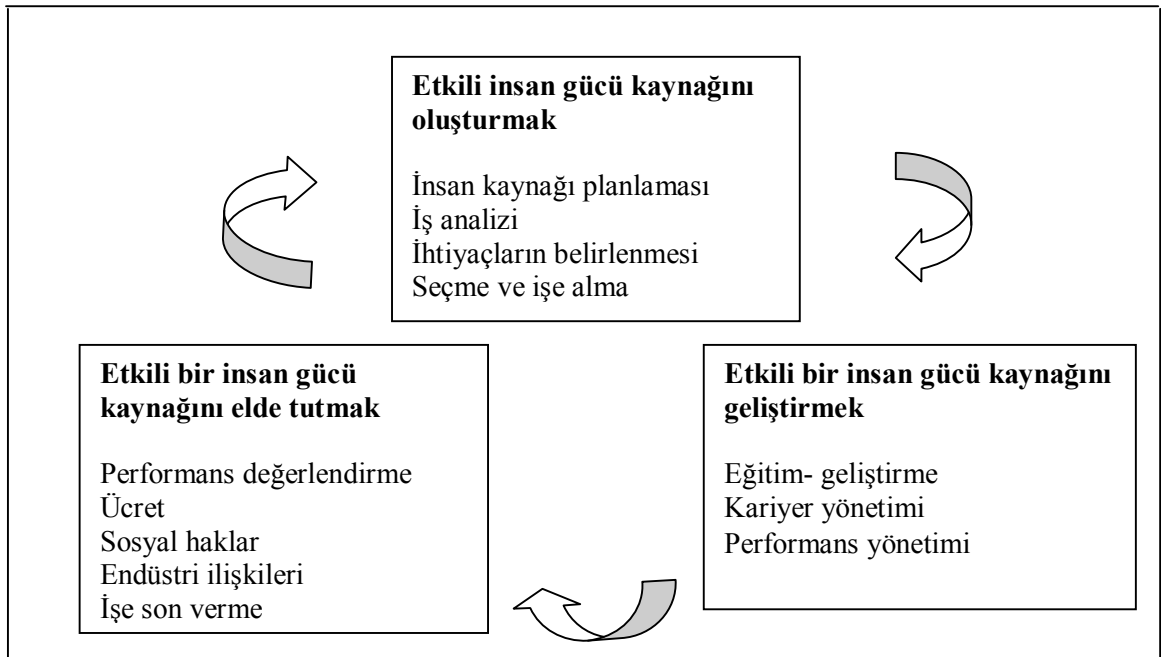 Etkili insan gücü kaynağını
oluşturmak
İnsan kaynağı planlaması
İş analizi
İhtiyaçların belirlenmesi
Seçme ve işe alma
Etkili bir insan gücü
kaynağını elde tutmak
Performans değerlendirme
Ücret
Sosyal haklar
Endüstri ilişkileri
İşe son verme
Etkili bir insan gücü kaynağını
geliştirmek
Eğitim- geliştirme
Kariyer yönetimi
Performans yönetimi